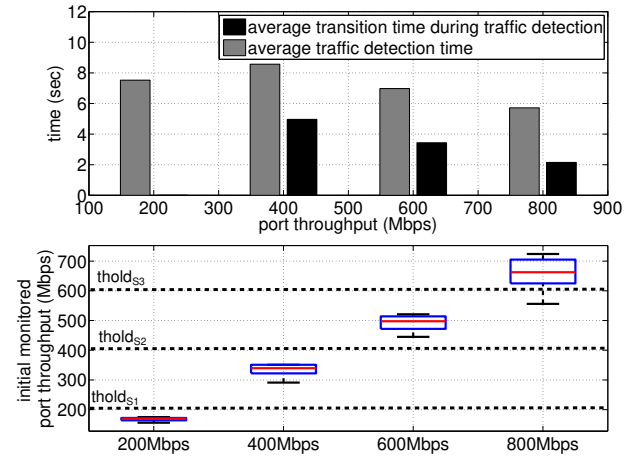 12
10
8
6
4
2
0
time (sec)
average transition time during traffic detection
average traffic detection time
100 200 300 400 500 600 700 800 900
port throughput (Mbps)
700
600
500
400
300
200
initial monitored
port throughput (Mbps)
tholdS3
tholdS2
tholdS1
200Mbps 400Mbps 600Mbps 800Mbps